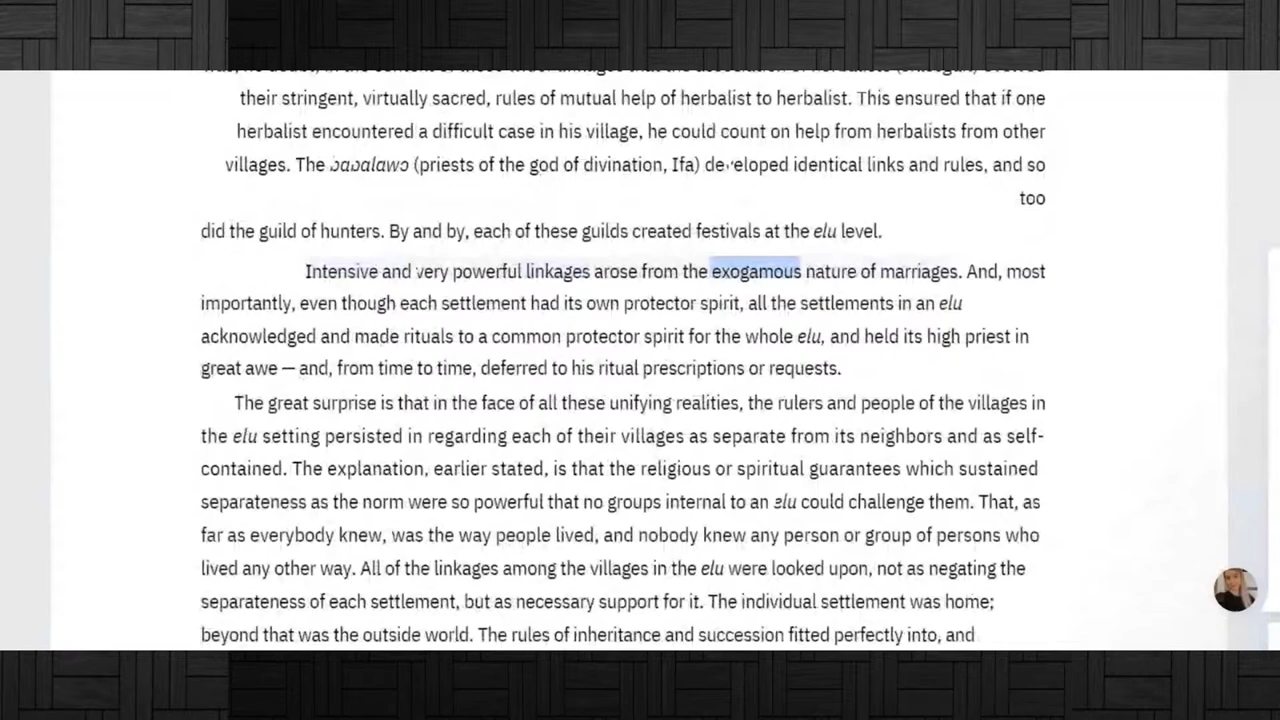 their stringent, virtually sacred, rules of mutual help of herbalist to herbalist. This ensured that if one
herbalist encountered a difficult case in his village, he could count on help from herbalists from other
villages. The (priests of the god of divination, Ifa) developed identical links and rules, and so
too
did the guild of hunters. By and by, each of these guilds created festivals at the elu level.
Intensive and very powerful linkages arose from the exogamous nature of marriages. And, most
importantly, even though each settlement had its own protector spirit, all the settlements in an elu
acknowledged and made rituals to a common protector spirit for the whole elu, and held its high priest in
great awe — and, from time to time, deferred to his ritual prescriptions or requests.
The great surprise is that in the face of all these unifying realities, the rulers and people of the villages in
the elu setting persisted in regarding each of their villages as separate from its neighbors and as self-
contained. The explanation, earlier stated, is that the religious or spiritual guarantees which sustained
separateness as the norm were so powerful that no groups internal to an elu could challenge them. That, as
far as everybody knew, was the way people lived, and nobody knew any person or group of persons who
lived any other way. All of the linkages among the villages in the elu were looked upon, not as negating the
separateness of each settlement, but as necessary support for it. The individual settlement was home;
beyond that was the outside world. The rules of inheritance and succession fitted perfectly into, and